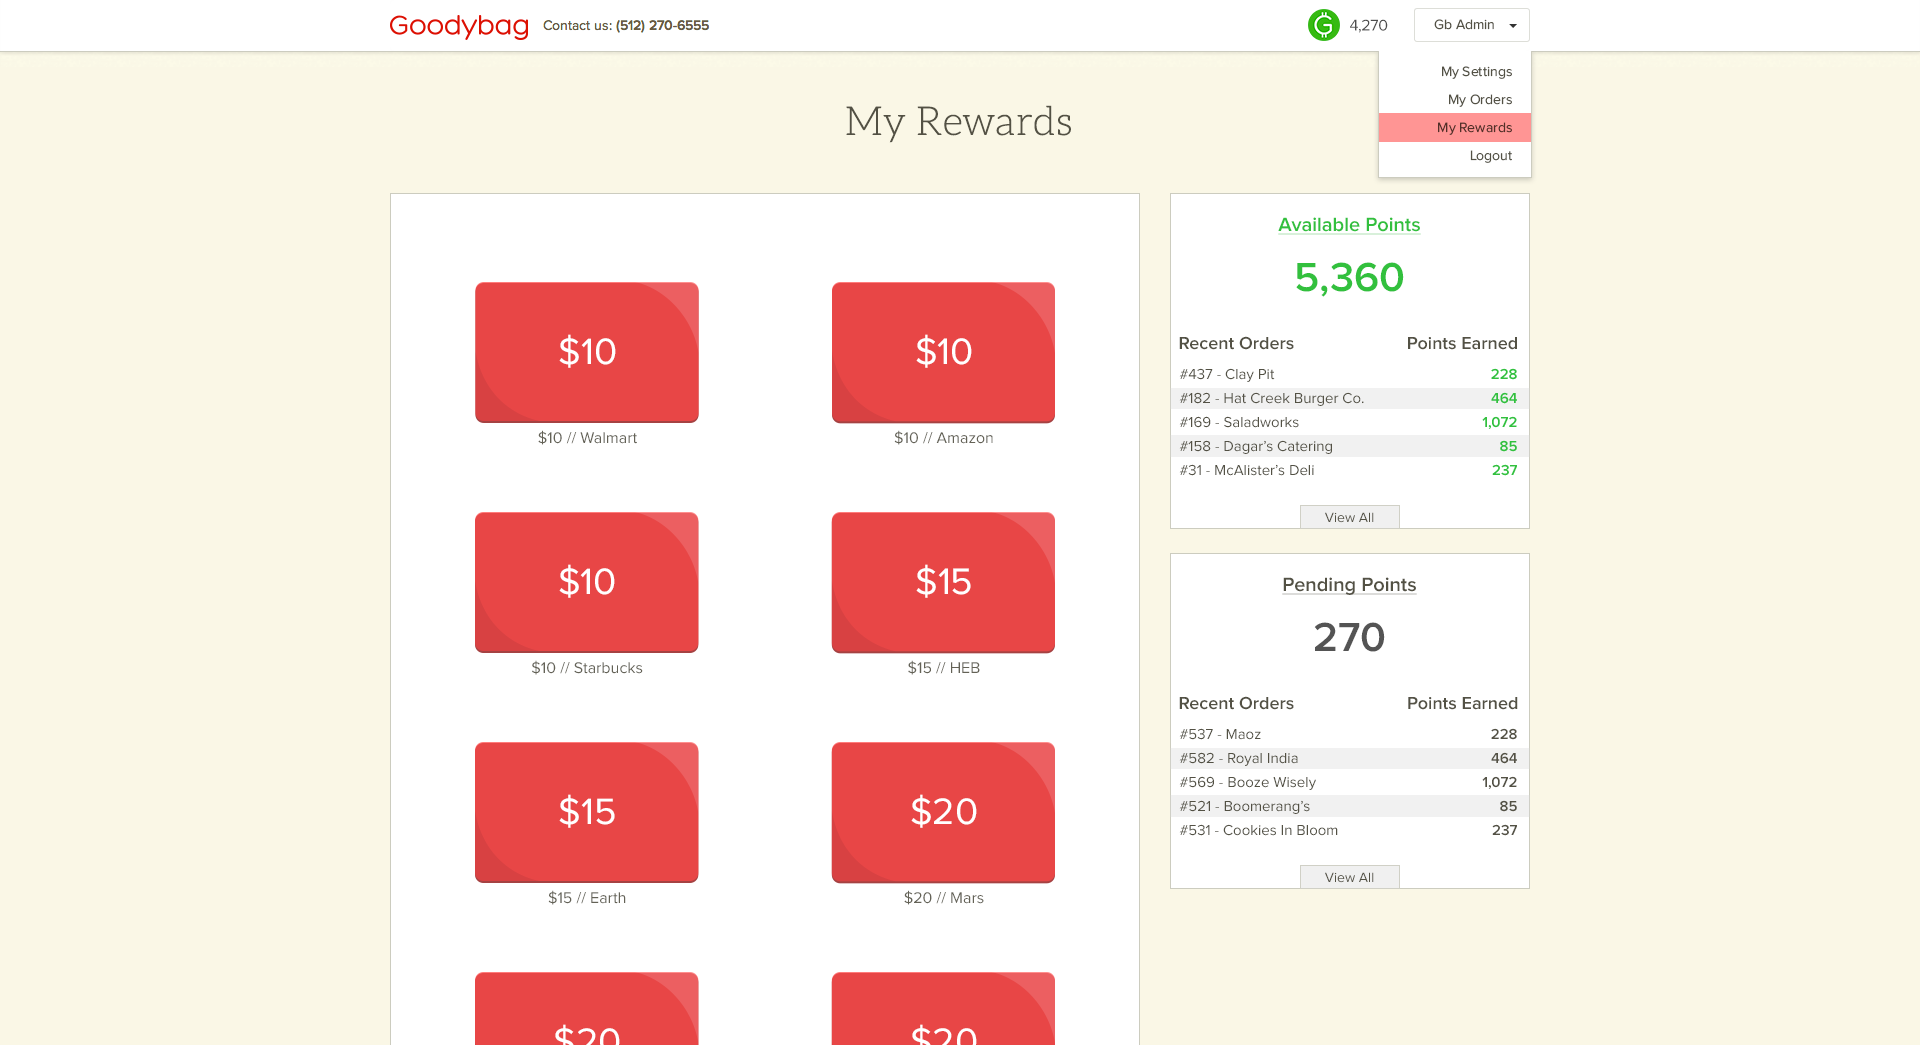 Goodybag Contact us: (512) 270-6555 4,270 Gb Admin
My Settings
My Orders
My Rewards
Logout
My Rewards
$10 $10
$10 // Walmart $10 // Amazon
$10 $15
$10 // Starbucks $15 // HEB
$15 $20
$15 // Earth $20 // Mars
$20 $20
Available Points
5,360
Recent Orders Points Earned
#437 - Clay Pit 228
#182 - Hat Creek Burger Co. 464
#169 - Saladworks 1,072
#158 - Dagar’s Catering 85
#31 - McAlister’s Deli 237
View All
Pending Points
270
Recent Orders Points Earned
#537 - Maoz 228
#582 - Royal India 464
#569 - Booze Wisely 1,072
#521 - Boomerang’s 85
#531 - Cookies In Bloom 237
View All